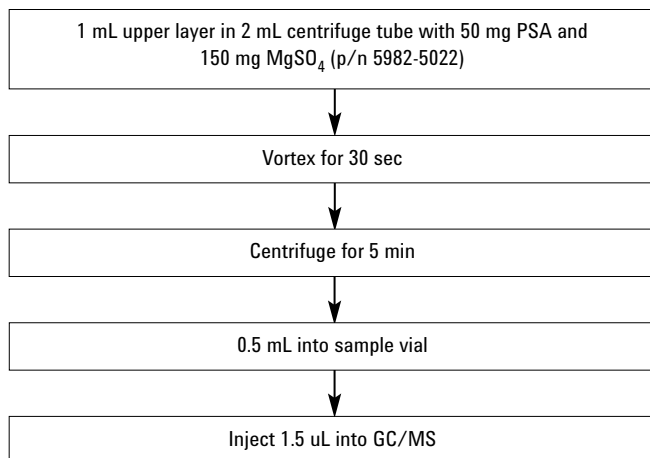 1 mL upper layer in 2 mL centrifuge tube with 50 mg PSA and
150 mg MgSO₄ (p/n 5982-5022)
Vortex for 30 sec
Centrifuge for 5 min
0.5 mL into sample vial
Inject 1.5 uL into GC/MS